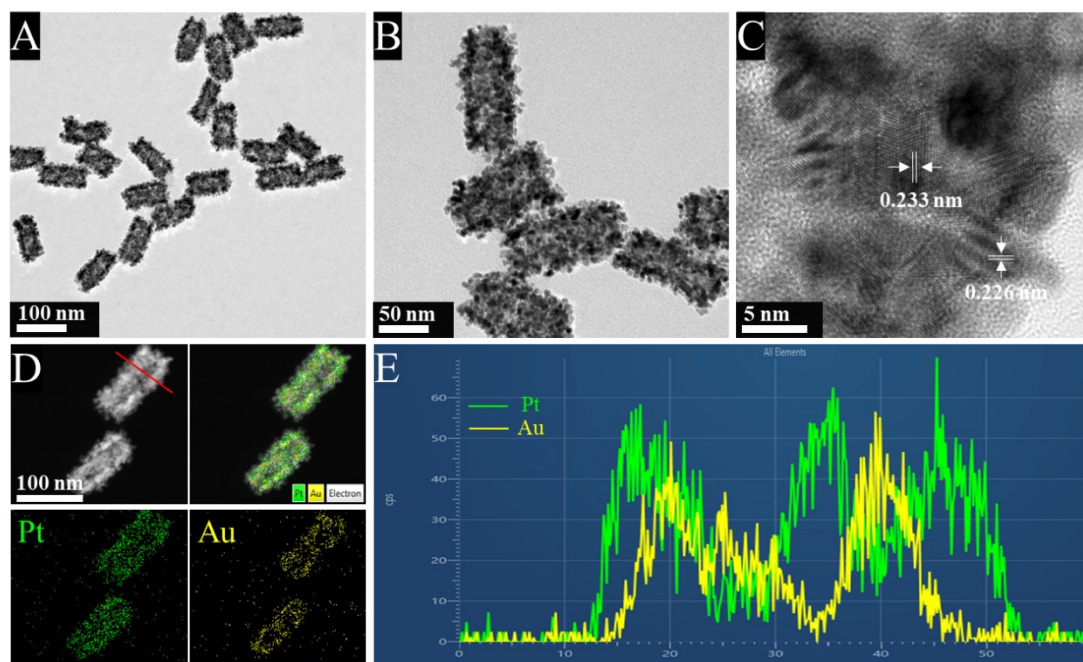 A
100 nm
B
50 nm
C
0.233 nm
0.226 nm
5 nm
D
100 nm
Pt Au Electron
Pt
Au
E
All Elements
Pt
Au
cps
60
50
40
30
20
10
0
0 10 20 30 40 50